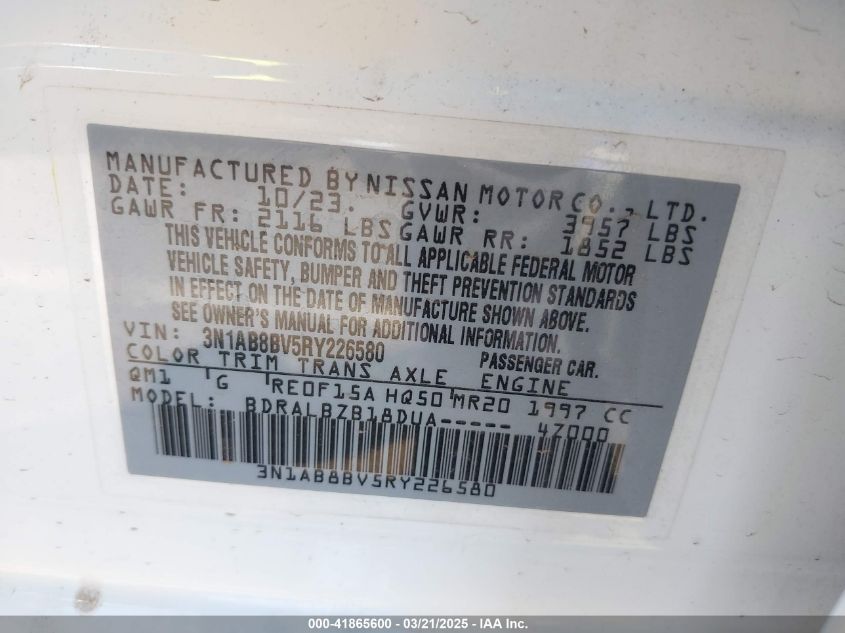 MANUFACTURED BY NISSAN MOTOR CO., LTD.
DATE: 10/23. GVWR: 3957 LBS
GAWR FR: 2116 LBS GAWR RR: 1852 LBS
THIS VEHICLE CONFORMS TO ALL APPLICABLE FEDERAL MOTOR
VEHICLE SAFETY, BUMPER AND THEFT PREVENTION STANDARDS
IN EFFECT ON THE DATE OF MANUFACTURE SHOWN ABOVE.
SEE OWNER'S MANUAL FOR ADDITIONAL INFORMATION.
VIN: 3N1AB8BV5RY226580 PASSENGER CAR.
COLOR TRIM TRANS AXLE ENGINE
QM1 G RE0F15A HQ50 MR20 1997 CC
MODEL: BDRALBZB18DUA----- 4Z000
3N1AB8BV5RY226580
000-41865600 - 03/21/2025 - © IAA Inc.